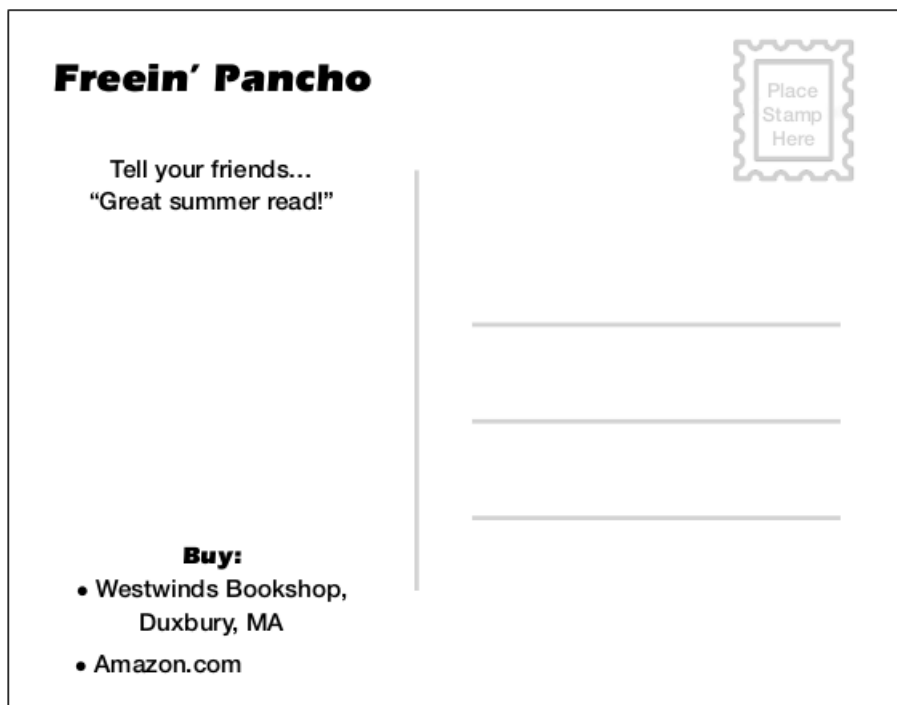 Freein’ Pancho
Place
Stamp
Here
Tell your friends…
“Great summer read!”
Buy:
• Westwinds Bookshop,
Duxbury, MA
• Amazon.com